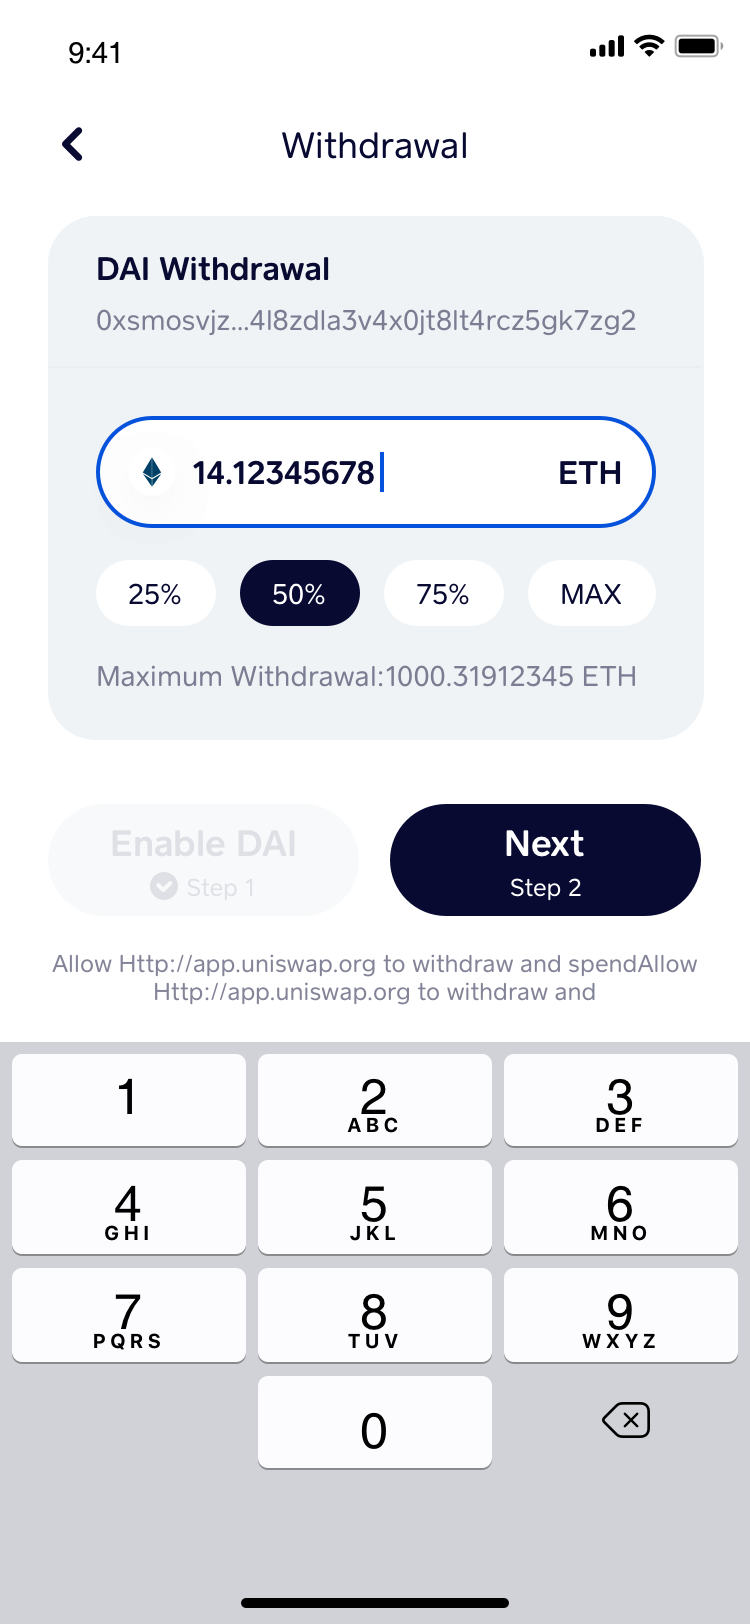 9:41
Withdrawal
DAI Withdrawal
0xsmosvjz...4l8zdla3v4x0jt8lt4rcz5gk7zg2
14.12345678 ETH
25% 50% 75% MAX
Maximum Withdrawal:1000.31912345 ETH
Enable DAI
Step 1
Next
Step 2
Allow Http://app.uniswap.org to withdraw and spendAllow
Http://app.uniswap.org to withdraw and
1 2 3
ABC DEF
4 5 6
GHI JKL MNO
7 8 9
PQRS TUV WXYZ
0